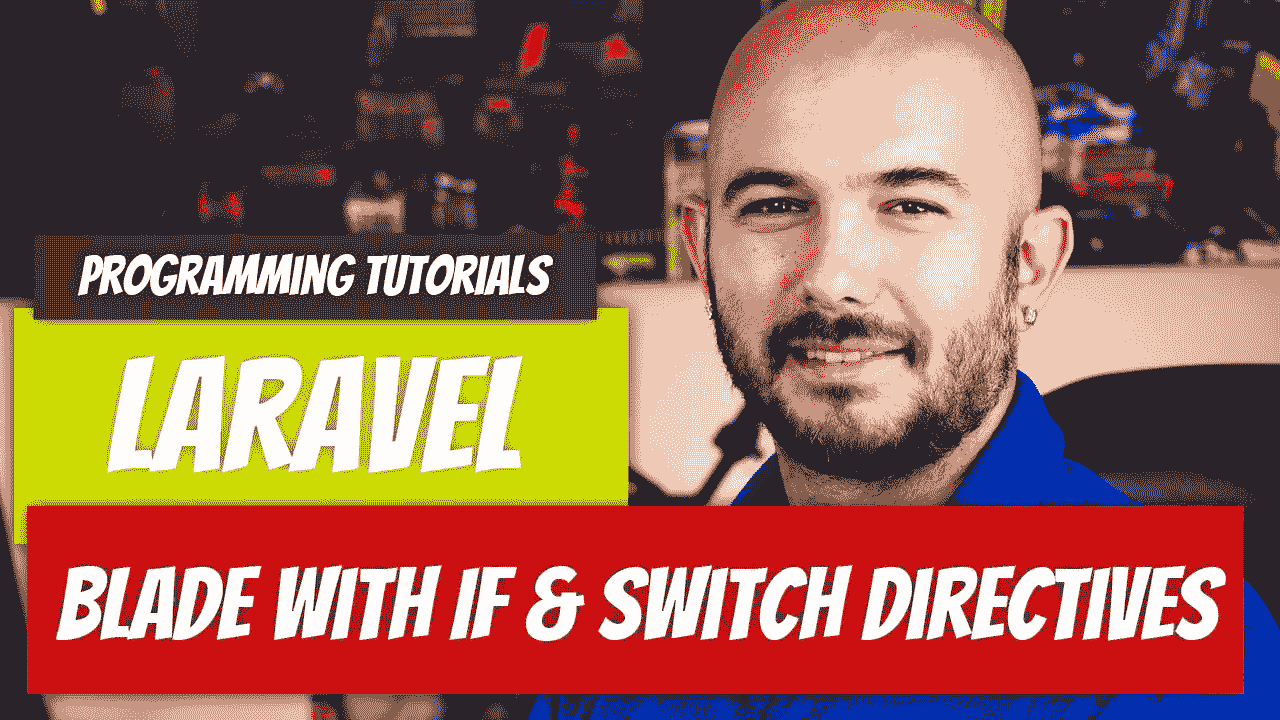 PROGRAMMING TUTORIALS
LARAVEL
BLADE WITH IF & SWITCH DIRECTIVES